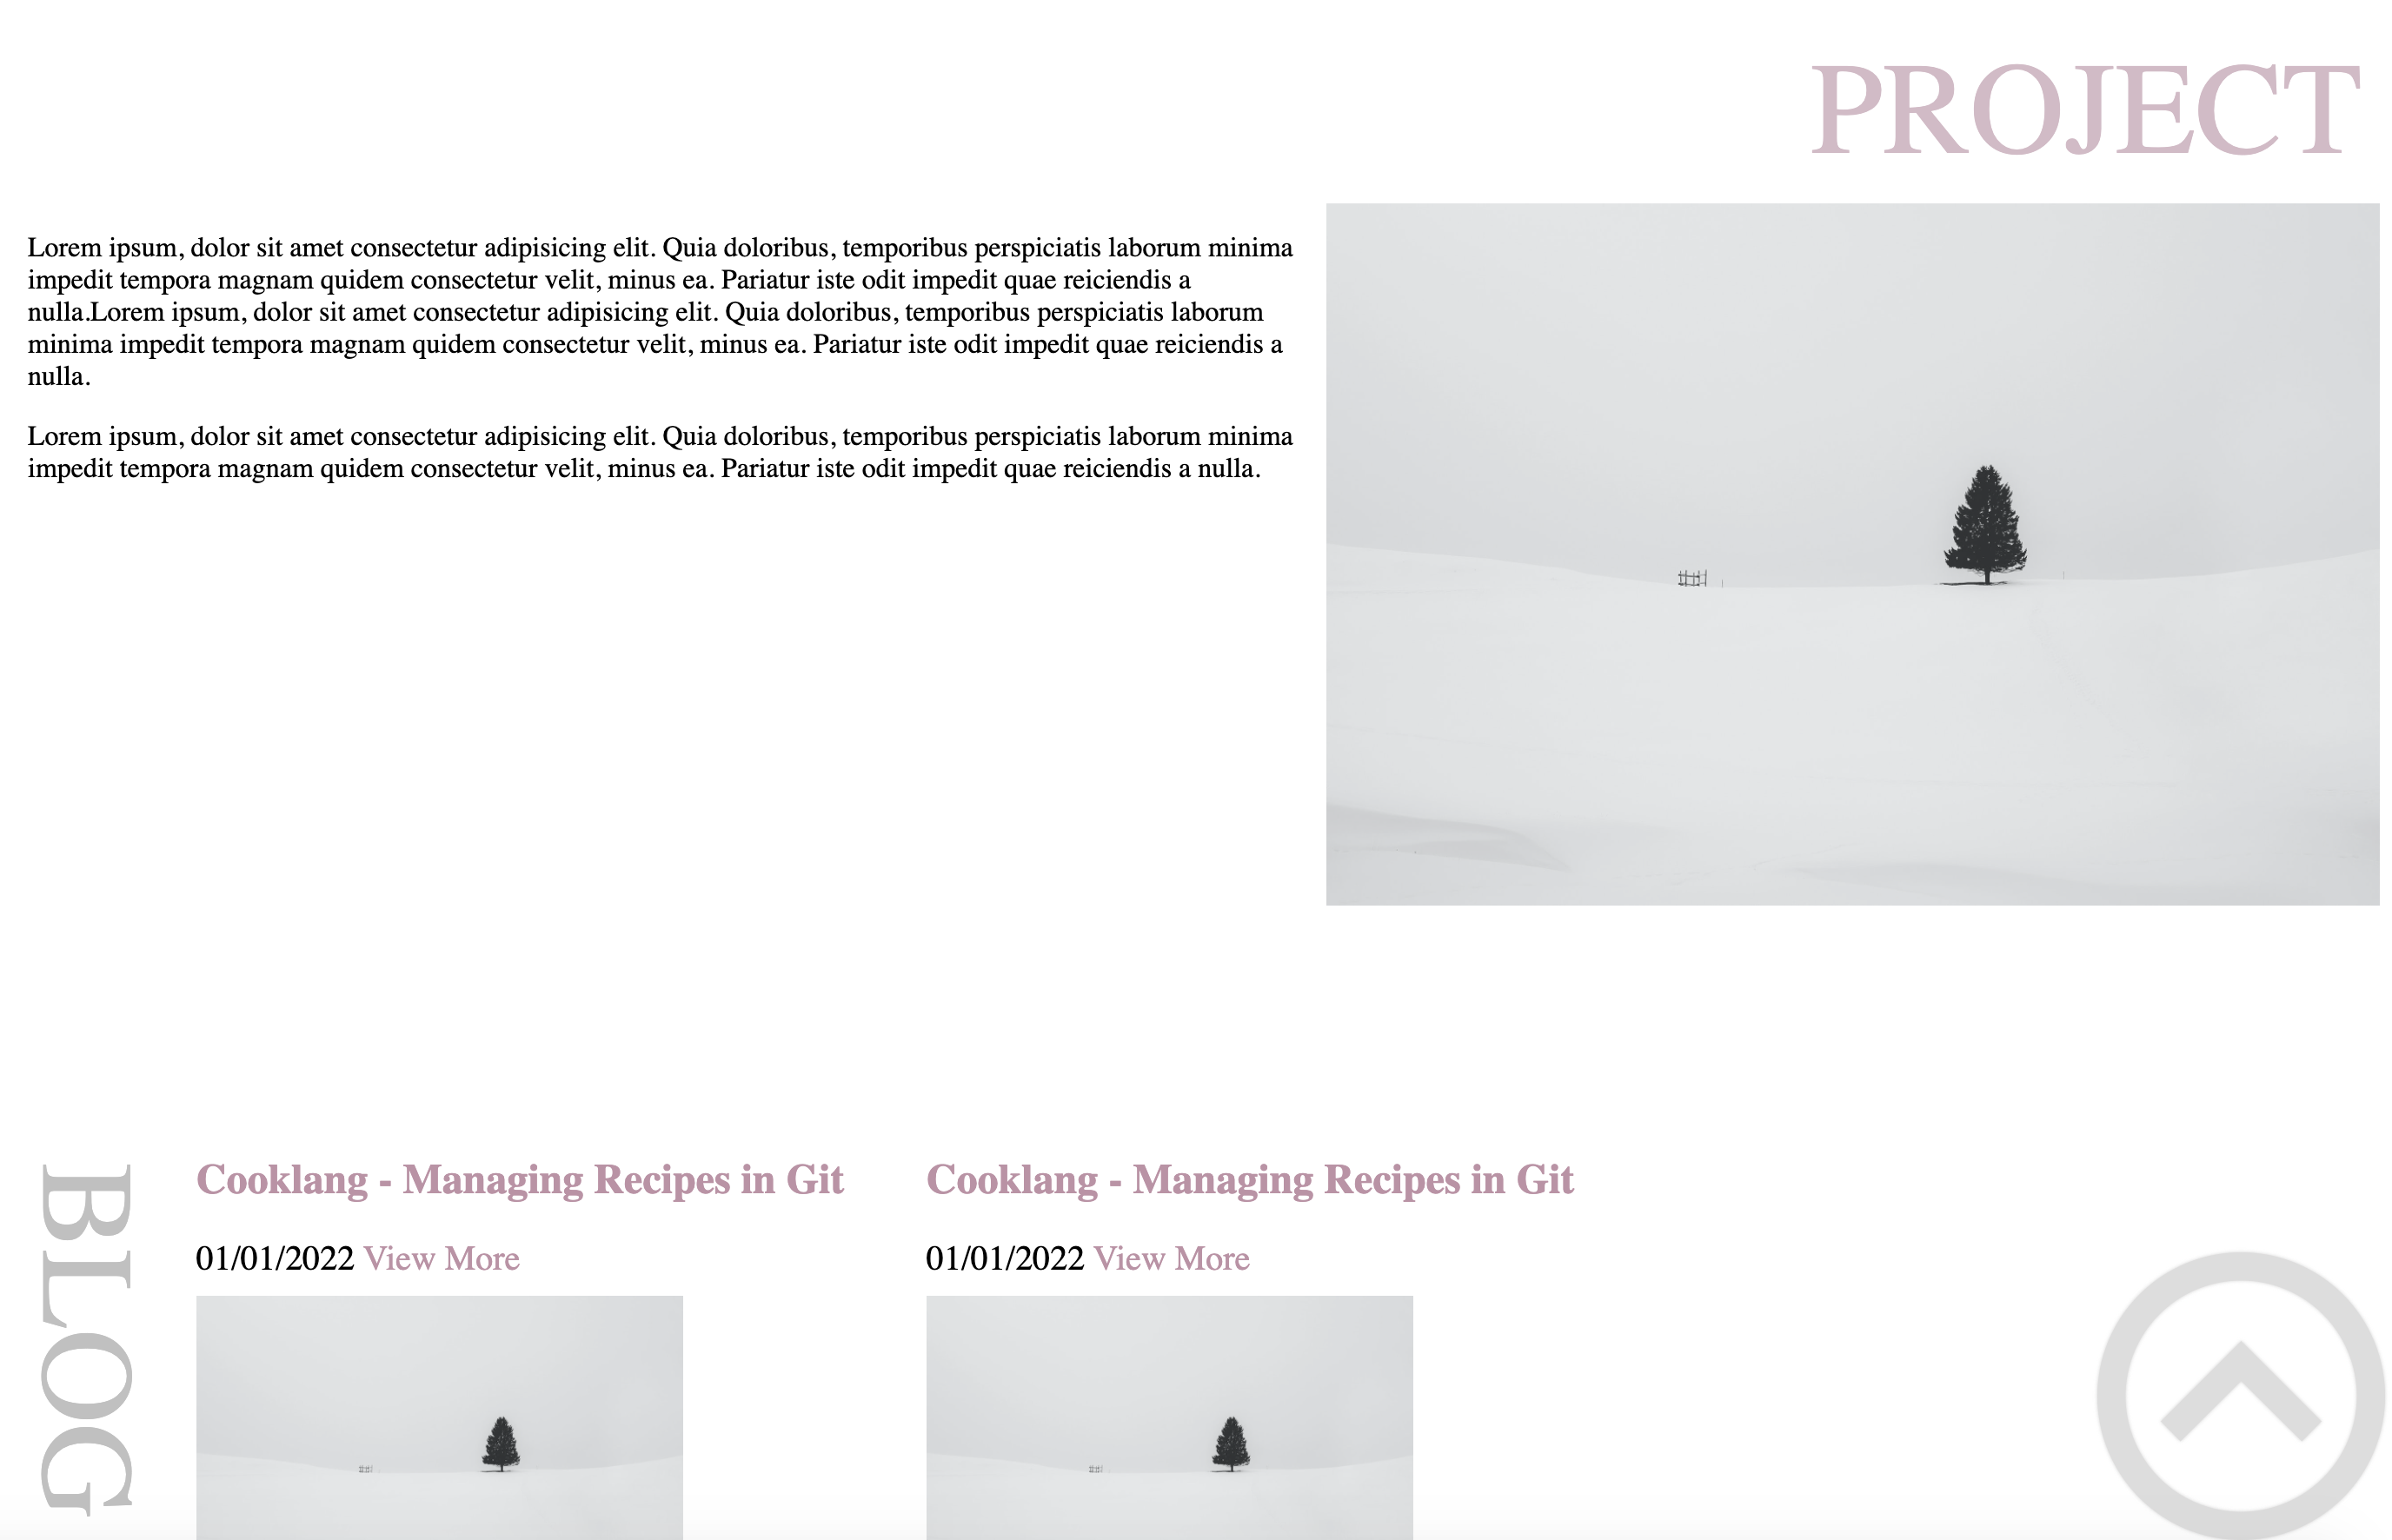 PROJECT
Lorem ipsum, dolor sit amet consectetur adipisicing elit. Quia doloribus, temporibus perspiciatis laborum minima
impedit tempora magnam quidem consectetur velit, minus ea. Pariatur iste odit impedit quae reiciendis a
nulla.Lorem ipsum, dolor sit amet consectetur adipisicing elit. Quia doloribus, temporibus perspiciatis laborum
minima impedit tempora magnam quidem consectetur velit, minus ea. Pariatur iste odit impedit quae reiciendis a
nulla.
Lorem ipsum, dolor sit amet consectetur adipisicing elit. Quia doloribus, temporibus perspiciatis laborum minima
impedit tempora magnam quidem consectetur velit, minus ea. Pariatur iste odit impedit quae reiciendis a nulla.
BLOG
Cooklang - Managing Recipes in Git
01/01/2022 View More
Cooklang - Managing Recipes in Git
01/01/2022 View More